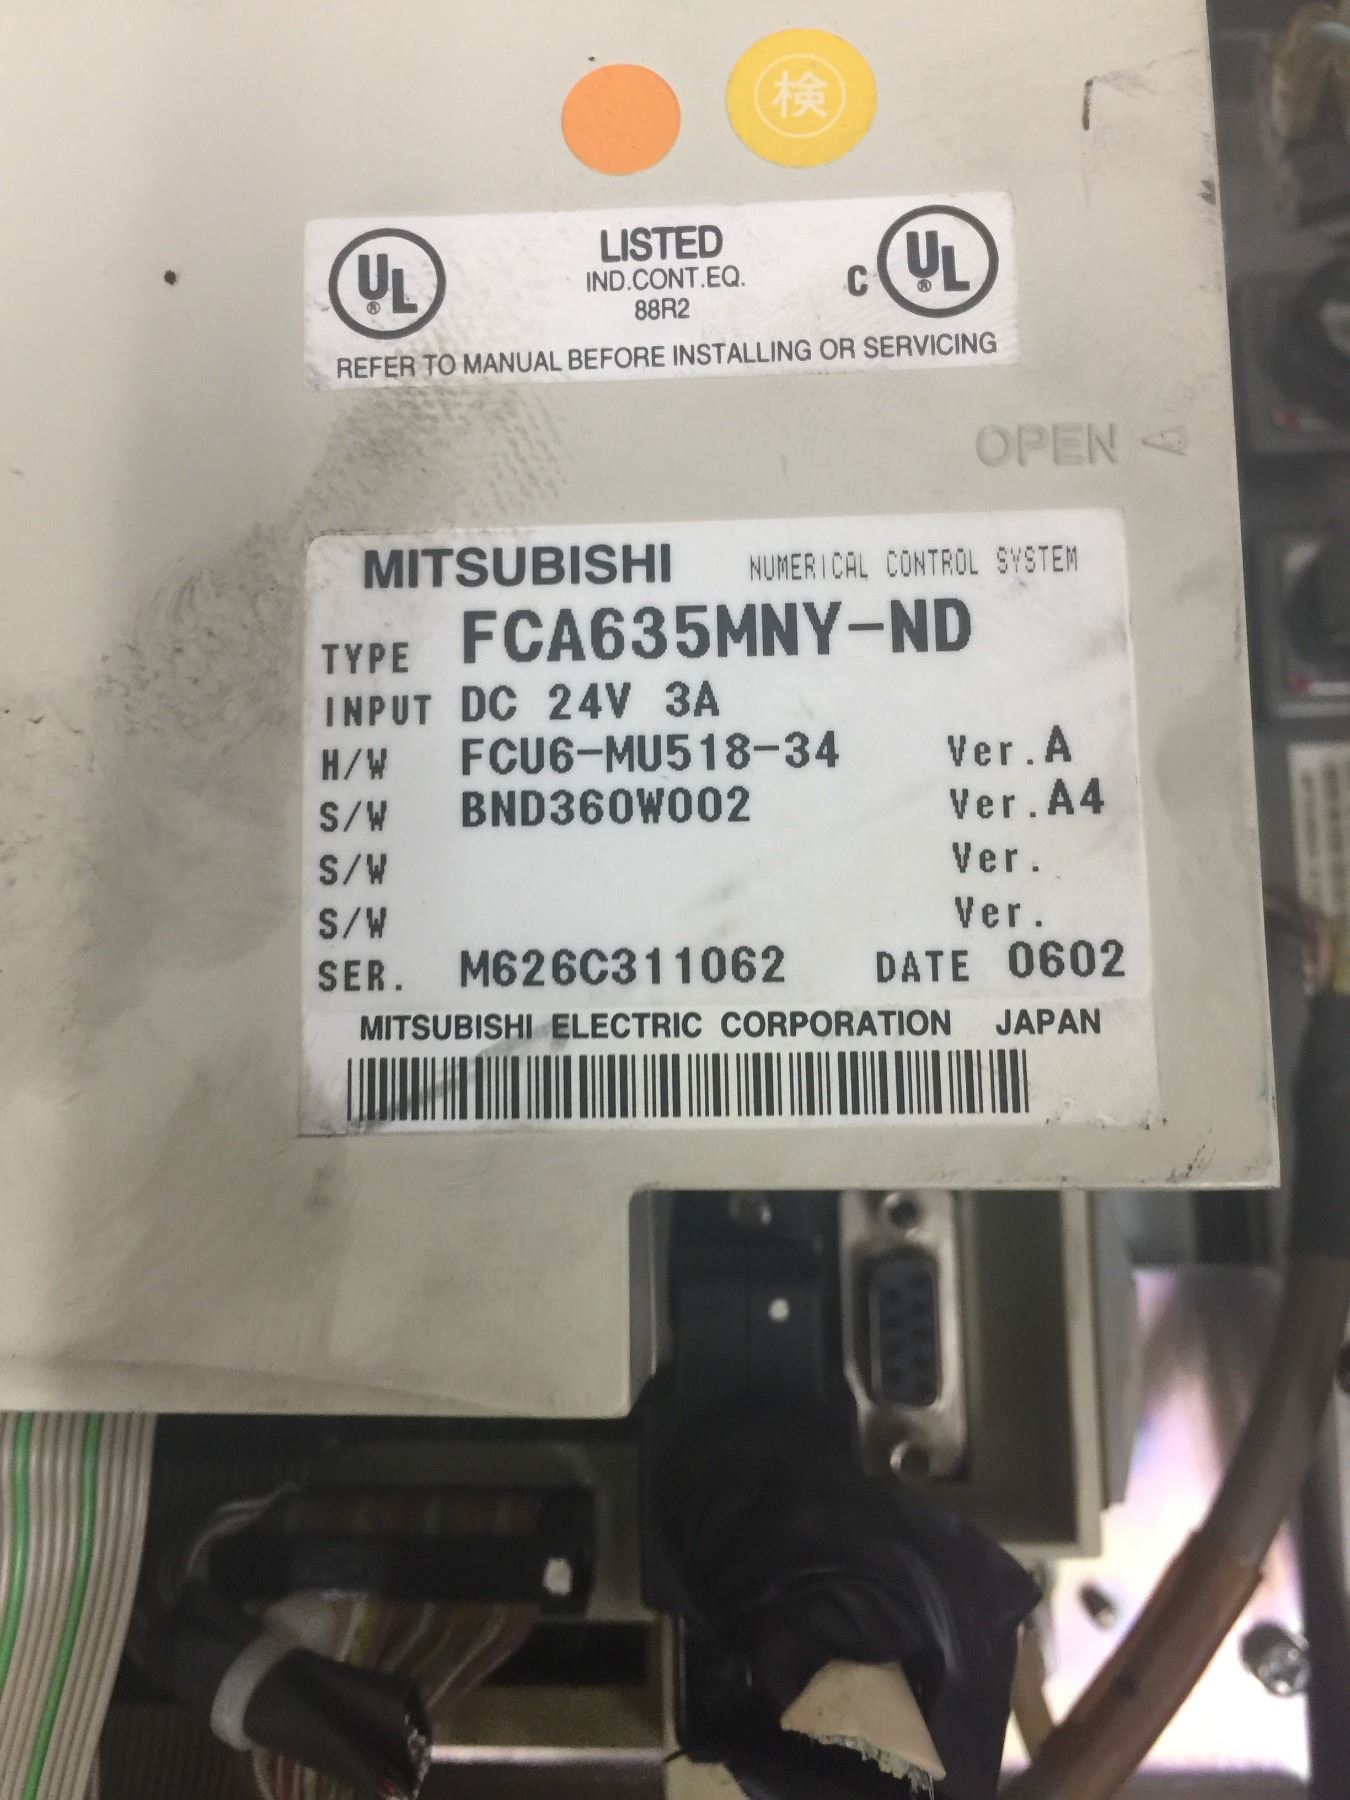 検
UL LISTED C UL
IND.CONT.EQ.
88R2
REFER TO MANUAL BEFORE INSTALLING OR SERVICING
OPEN
MITSUBISHI NUMERICAL CONTROL SYSTEM
TYPE FCA635MNY-ND
INPUT DC 24V 3A
H/W FCU6-MU518-34 Ver.A
S/W BND360W002 Ver.A4
S/W Ver.
S/W Ver.
SER. M626C311062 DATE 0602
MITSUBISHI ELECTRIC CORPORATION JAPAN